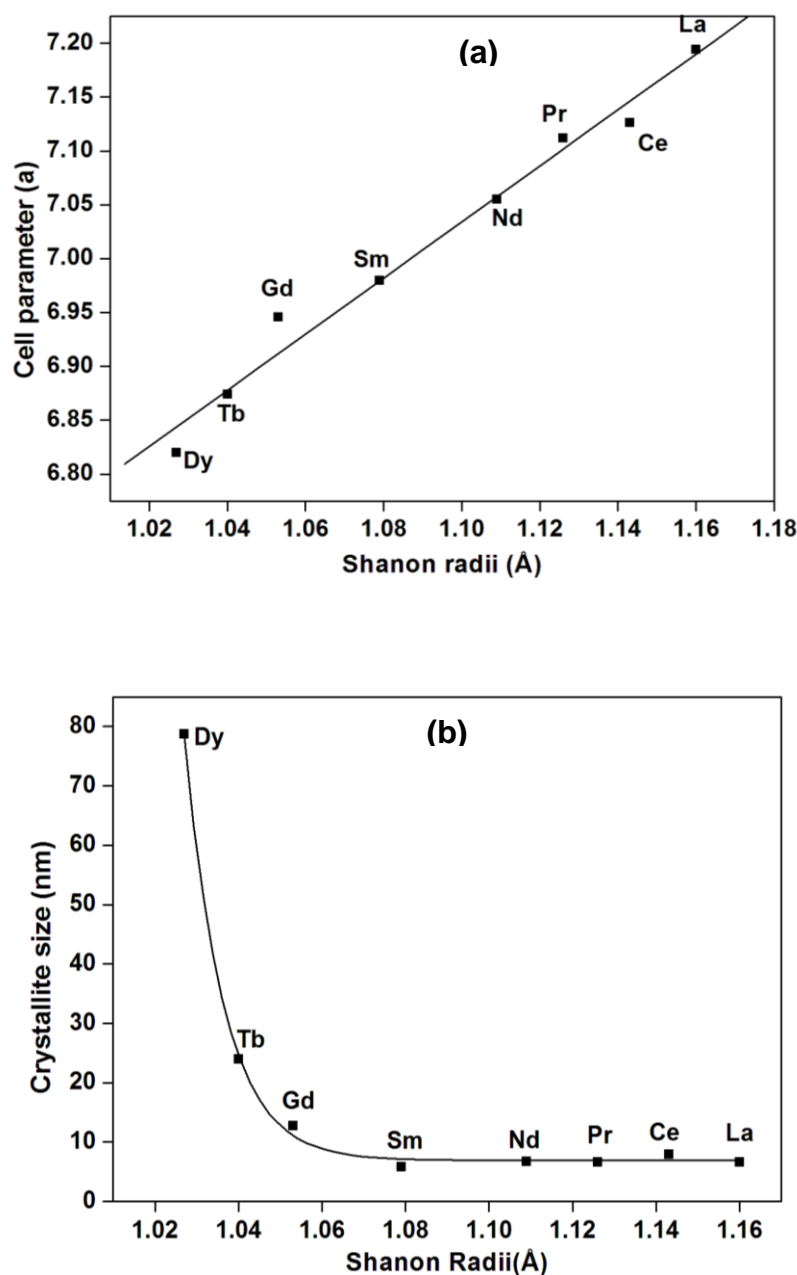 (a)
La
Pr
Ce
Nd
Sm
Gd
Tb
Dy
7.20
7.15
7.10
7.05
7.00
6.95
6.90
6.85
6.80
Cell parameter (a)
1.02 1.04 1.06 1.08 1.10 1.12 1.14 1.16 1.18
Shanon radii (Å)
(b)
Dy
Tb
Gd
Sm
Nd
Pr
Ce
La
80
70
60
50
40
30
20
10
0
Crystallite size (nm)
1.02 1.04 1.06 1.08 1.10 1.12 1.14 1.16
Shanon Radii(Å)